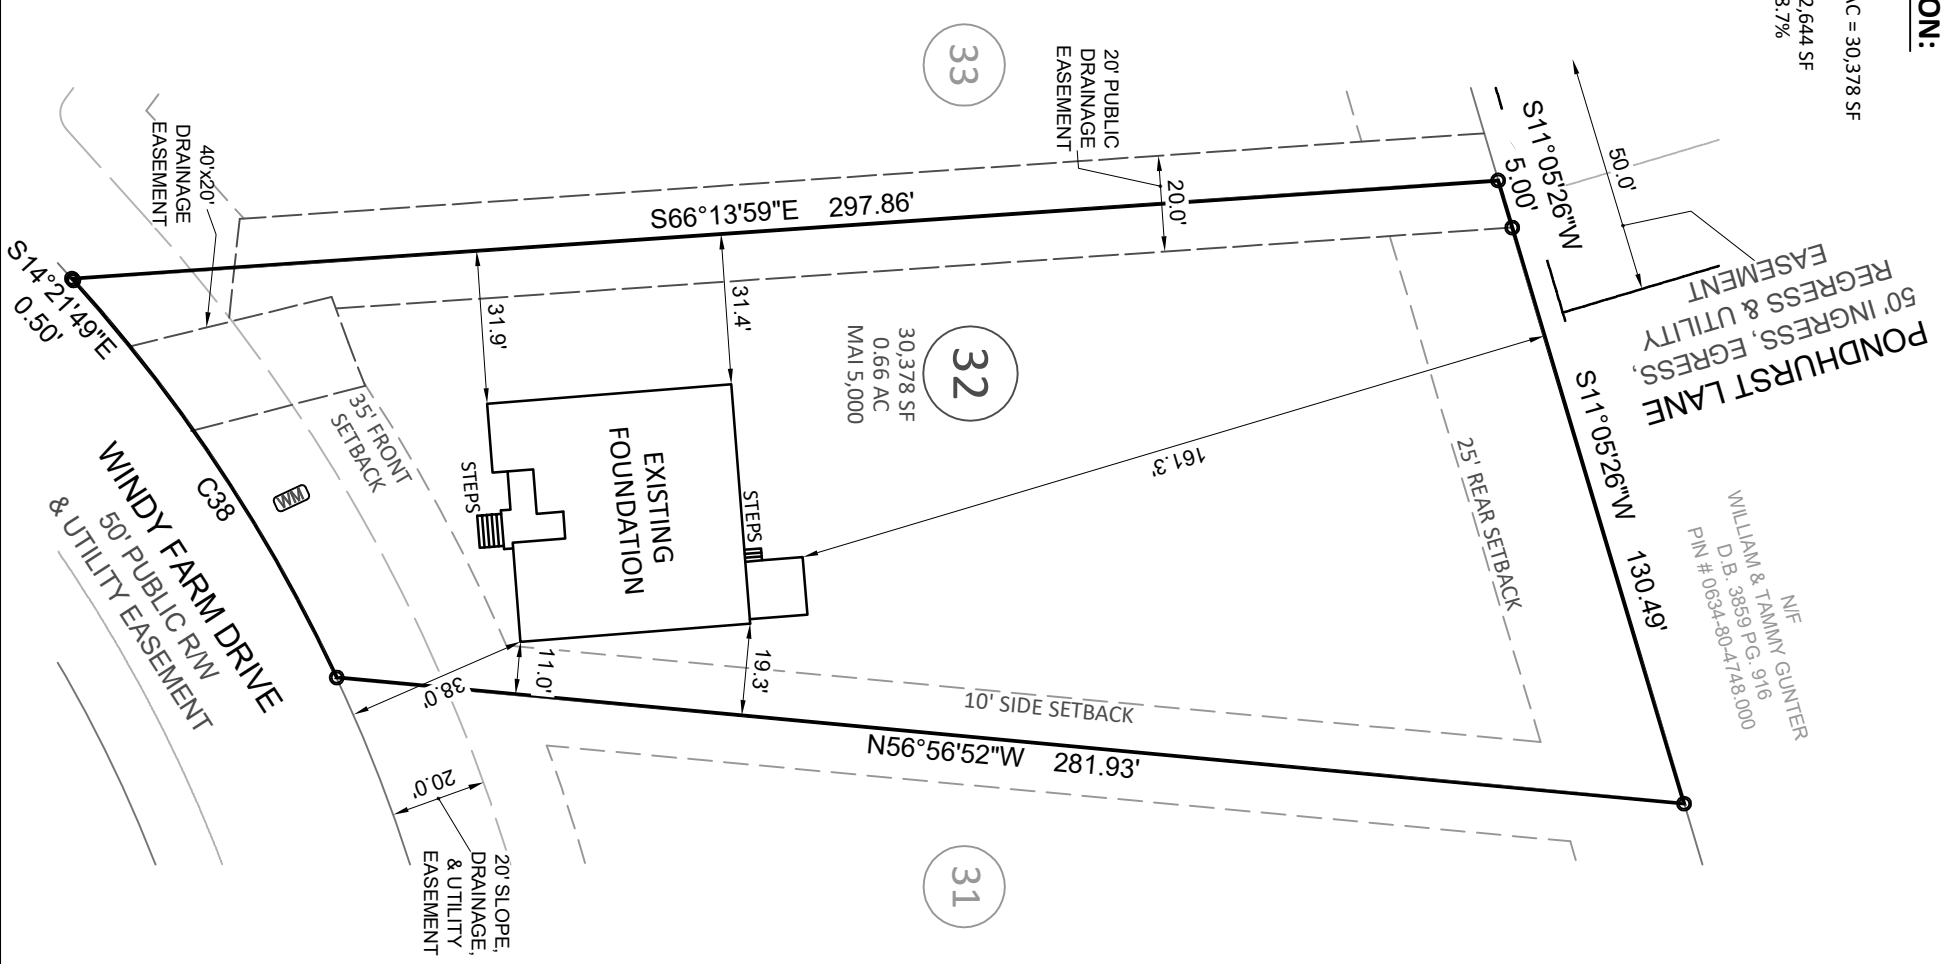 ON:
AC = 30,378 SF
2,644 SF
3.7%
33
20' PUBLIC
DRAINAGE
EASEMENT
S11°05'26"W
5.00'
50.0'
20.0'
40'x20'
DRAINAGE
EASEMENT
S66°13'59"E 297.86'
S14°21'49"E
0.50'
31.9'
31.4'
32
30,378 SF
0.66 AC
MAI 5,000
PONDHURST LANE
50' INGRESS, EGRESS,
REGRESS & UTILITY
EASEMENT
S11°05'26"W 130.49'
161.3'
25' REAR SETBACK
N/F
WILLIAM & TAMMY GUNTER
D.B. 3859 PG. 916
PIN # 0634-80-4748.000
35' FRONT
SETBACK
EXISTING
FOUNDATION
STEPS
STEPS
WM
C38
WINDY FARM DRIVE
50' PUBLIC R/W
& UTILITY EASEMENT
38.0'
11.0'
19.3'
10' SIDE SETBACK
N56°56'52"W 281.93'
20.0'
20' SLOPE,
DRAINAGE,
& UTILITY
EASEMENT
31